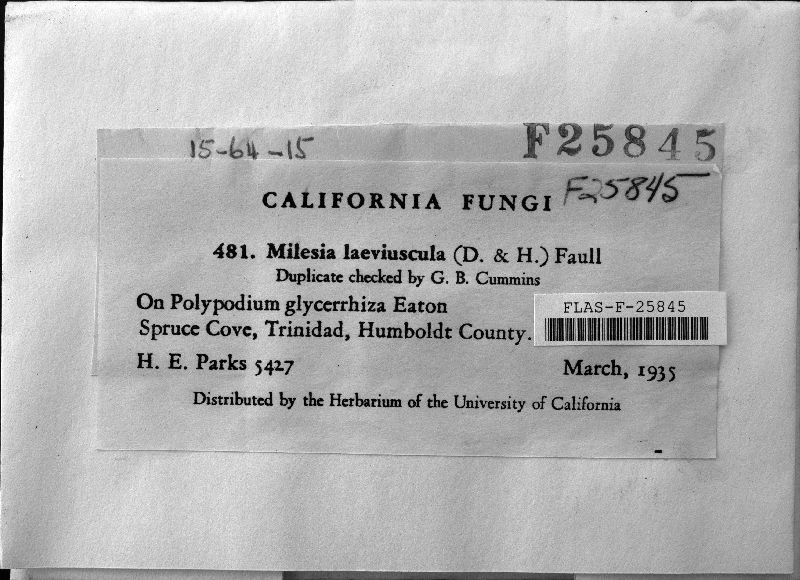 15-64-15
F25845
F25845
CALIFORNIA FUNGI
481. Milesia laeviuscula (D. & H.) Faull
Duplicate checked by G. B. Cummins
On Polypodium glycerrhiza Eaton
FLAS-F-25845
Spruce Cove, Trinidad, Humboldt County.
H. E. Parks 5427
March, 1935
Distributed by the Herbarium of the University of California